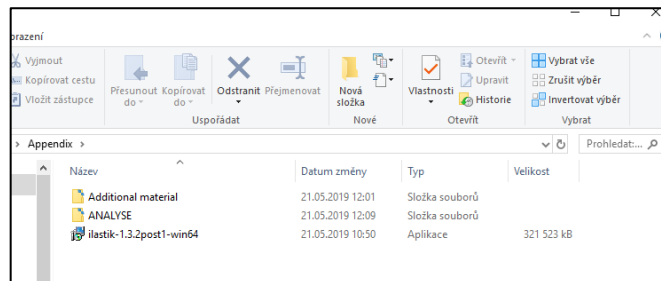 brazení
Vyjmout
Kopírovat cestu
Vložit zástupce
Přesunout do
Kopírovat do
Odstranit
Přejmenovat
Uspořádat
Nová složka
Nové
Vlastnosti
Otevřít
Upravit
Historie
Otevřít
Vybrat vše
Zrušit výběr
Invertovat výběr
Vybrat
› Appendix ›
Prohledat:...
Název Datum změny Typ Velikost
Additional material 21.05.2019 12:01 Složka souborů
ANALYSE 21.05.2019 12:09 Složka souborů
ilastik-1.3.2post1-win64 21.05.2019 10:50 Aplikace 321 523 kB